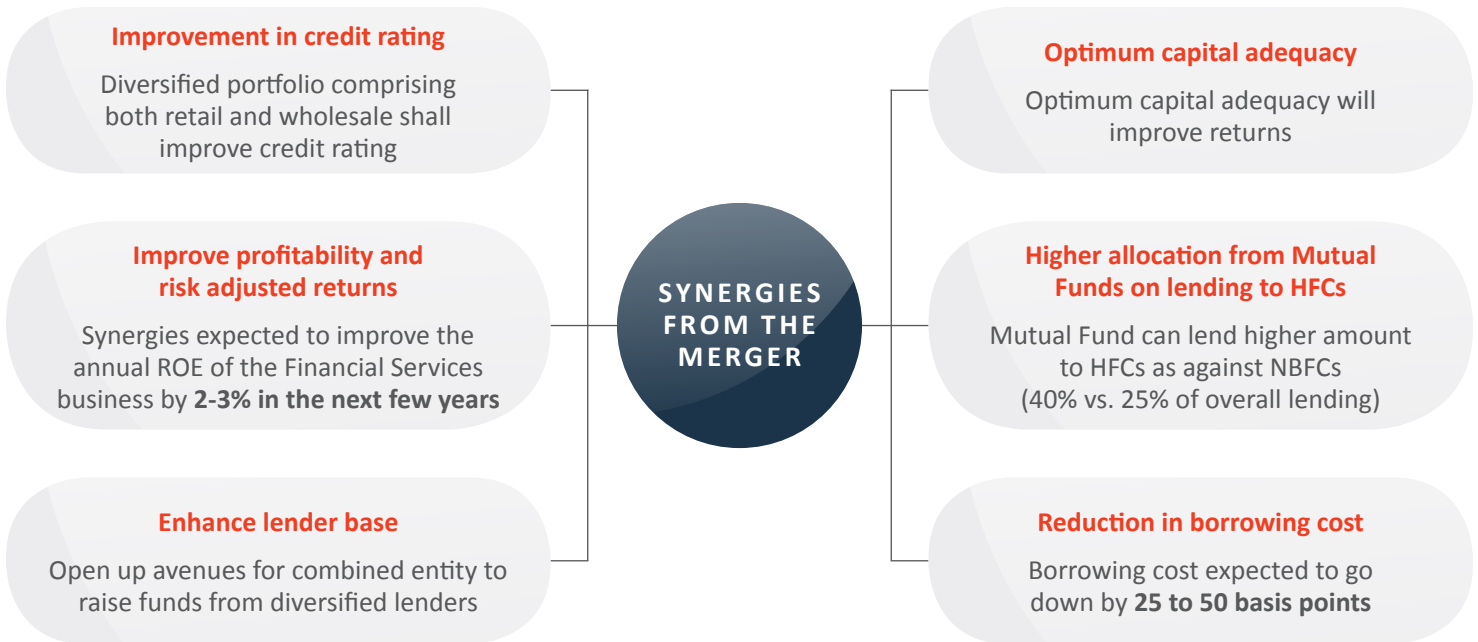 Improvement in credit rating
Diversified portfolio comprising
both retail and wholesale shall
improve credit rating
Improve profitability and
risk adjusted returns
Synergies expected to improve the
annual ROE of the Financial Services
business by 2-3% in the next few years
Enhance lender base
Open up avenues for combined entity to
raise funds from diversified lenders
SYNERGIES
FROM THE
MERGER
Optimum capital adequacy
Optimum capital adequacy will
improve returns
Higher allocation from Mutual
Funds on lending to HFCs
Mutual Fund can lend higher amount
to HFCs as against NBFCs
(40% vs. 25% of overall lending)
Reduction in borrowing cost
Borrowing cost expected to go
down by 25 to 50 basis points